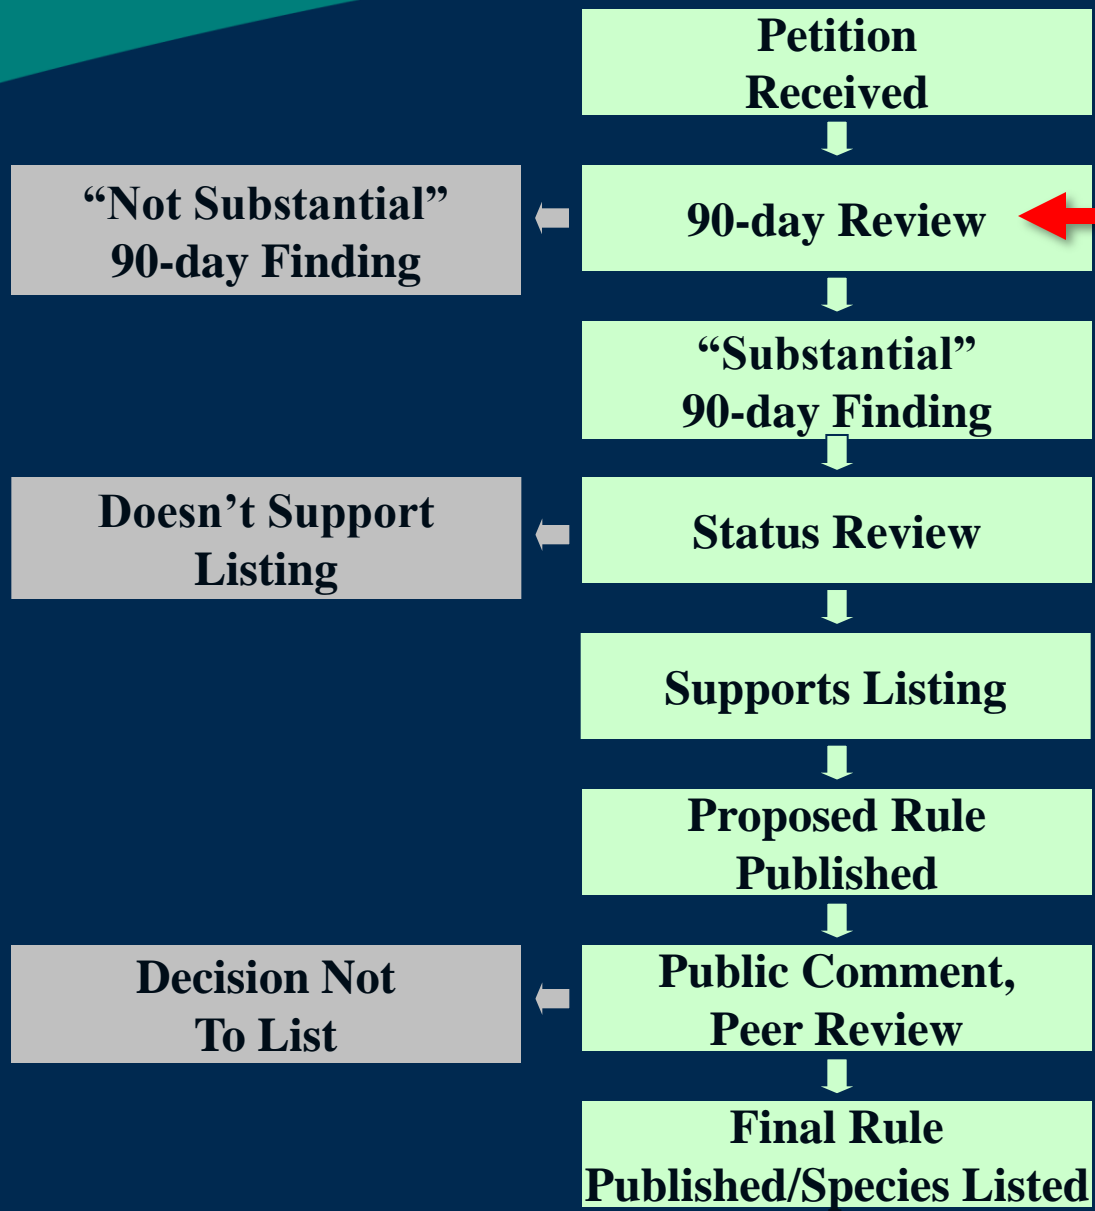 Petition
Received
“Not Substantial”
90-day Finding
90-day Review
“Substantial”
90-day Finding
Doesn’t Support
Listing
Status Review
Supports Listing
Proposed Rule
Published
Decision Not
To List
Public Comment,
Peer Review
Final Rule
Published/Species Listed